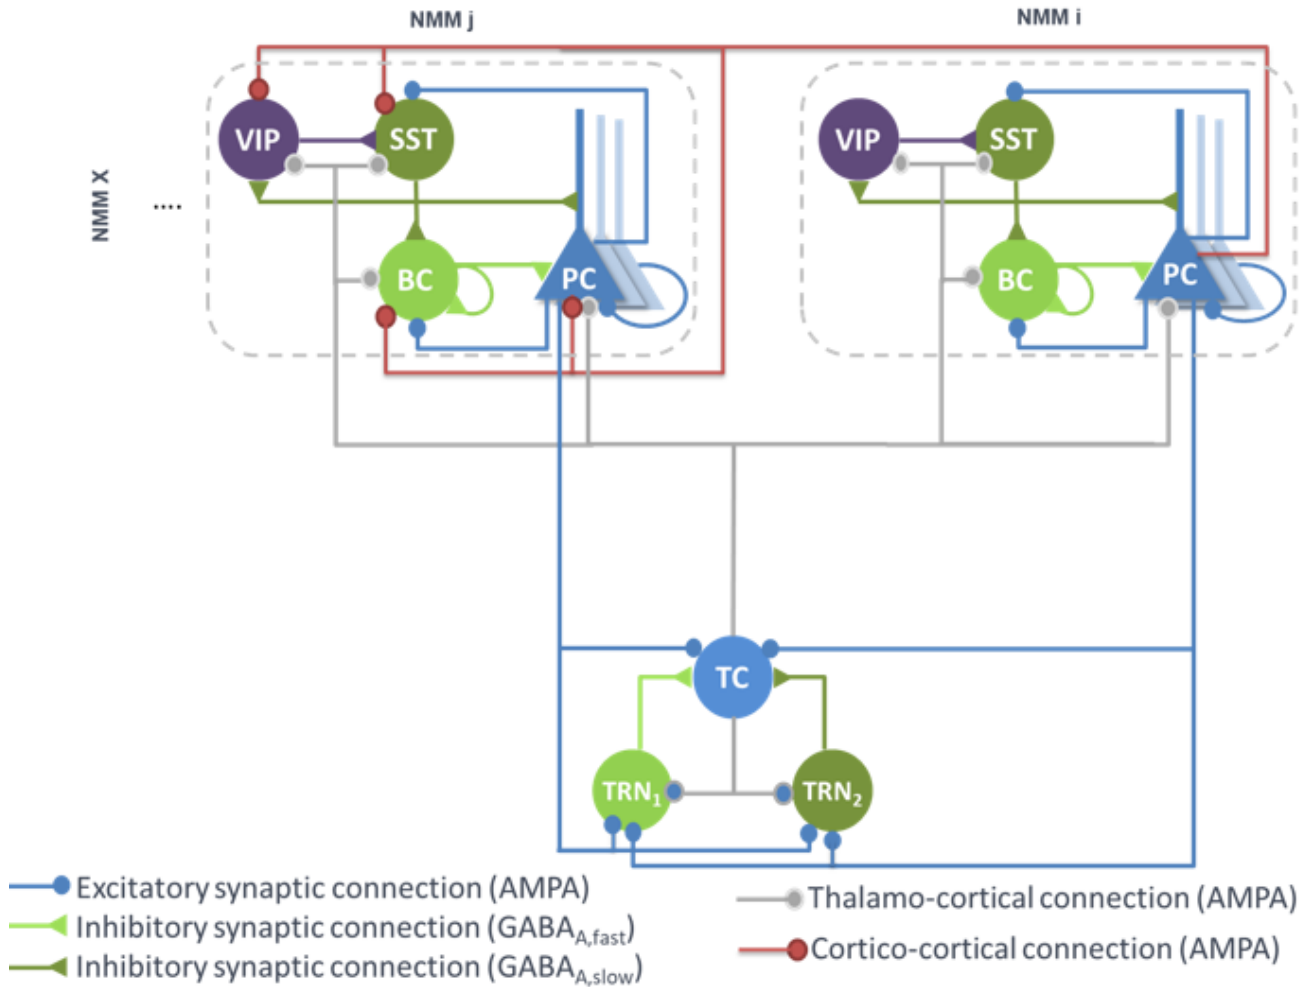 NMM j
NMM i
VIP
SST
VIP
SST
NMM X
....
BC
PC
BC
PC
TC
TRN1
TRN2
Excitatory synaptic connection (AMPA)
Inhibitory synaptic connection (GABAA,fast)
Inhibitory synaptic connection (GABAA,slow)
Thalamo-cortical connection (AMPA)
Cortico-cortical connection (AMPA)